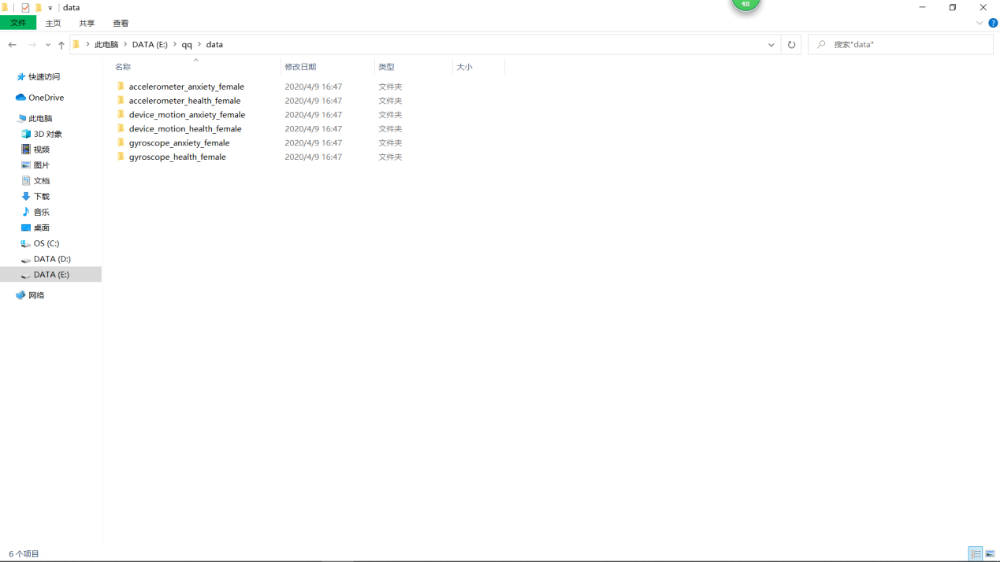 data
48
文件 主页 共享 查看
此电脑 DATA (E:) qq data
搜索"data"
名称 修改日期 类型 大小
快速访问
OneDrive
此电脑
3D 对象
视频
图片
文档
下载
音乐
桌面
OS (C:)
DATA (D:)
DATA (E:)
网络
accelerometer_anxiety_female 2020/4/9 16:47 文件夹
accelerometer_health_female 2020/4/9 16:47 文件夹
device_motion_anxiety_female 2020/4/9 16:47 文件夹
device_motion_health_female 2020/4/9 16:47 文件夹
gyroscope_anxiety_female 2020/4/9 16:47 文件夹
gyroscope_health_female 2020/4/9 16:47 文件夹
6 个项目